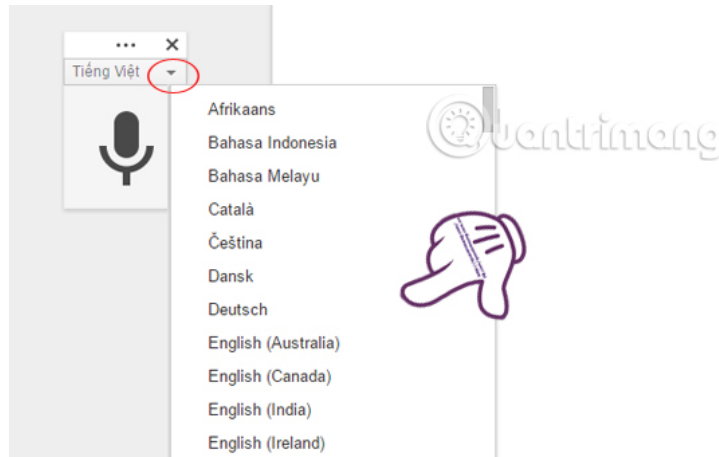 Tiếng Việt
Afrikaans
Bahasa Indonesia
Bahasa Melayu
Català
Čeština
Dansk
Deutsch
English (Australia)
English (Canada)
English (India)
English (Ireland)
Quantrimang